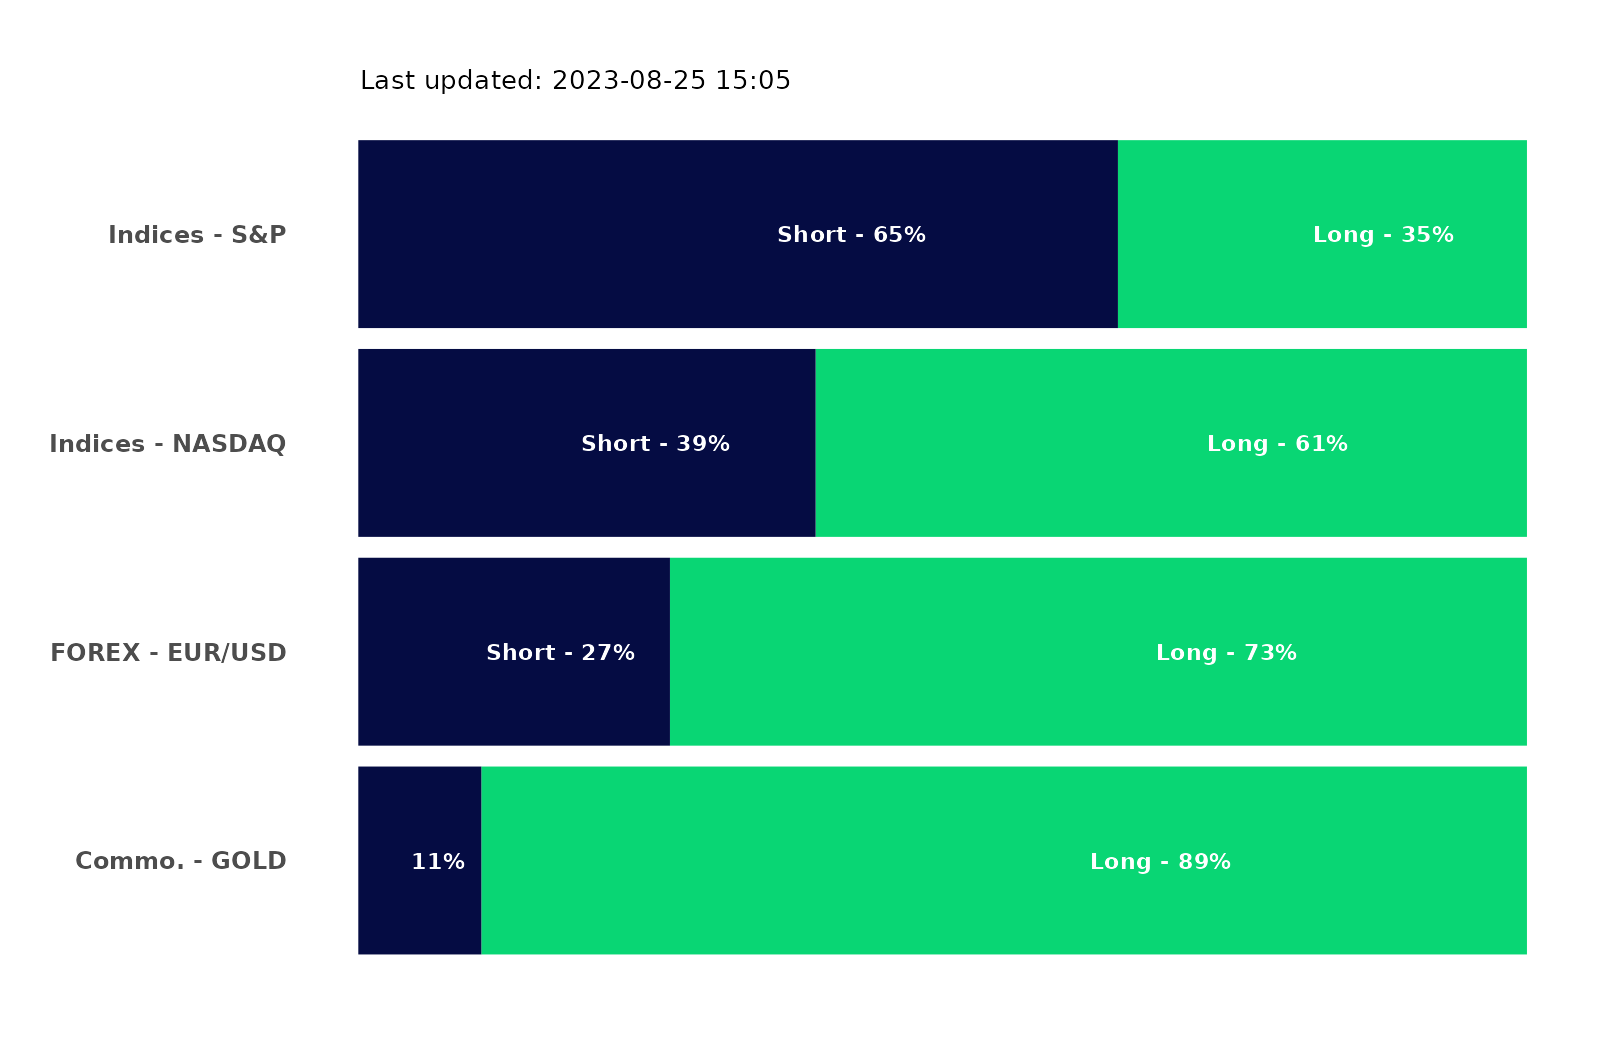 Last updated: 2023-08-25 15:05
Indices - S&P
Short - 65%
Long - 35%
Indices - NASDAQ
Short - 39%
Long - 61%
FOREX - EUR/USD
Short - 27%
Long - 73%
Commo. - GOLD
11%
Long - 89%